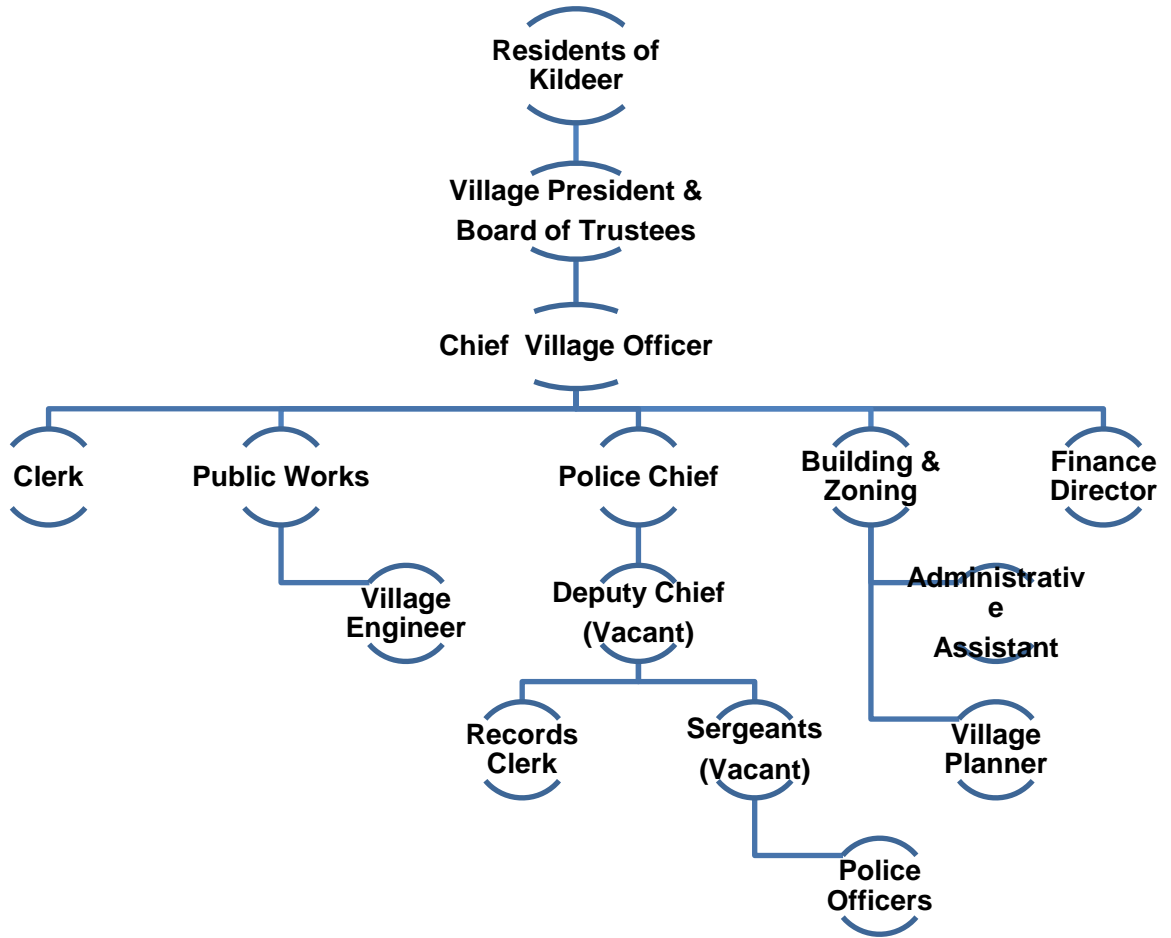 Residents of
Kildeer
Village President &
Board of Trustees
Chief Village Officer
Clerk
Public Works
Village
Engineer
Police Chief
Deputy Chief
(Vacant)
Records
Clerk
Sergeants
(Vacant)
Police
Officers
Building &
Zoning
Administrativ
e
Assistant
Village
Planner
Finance
Director